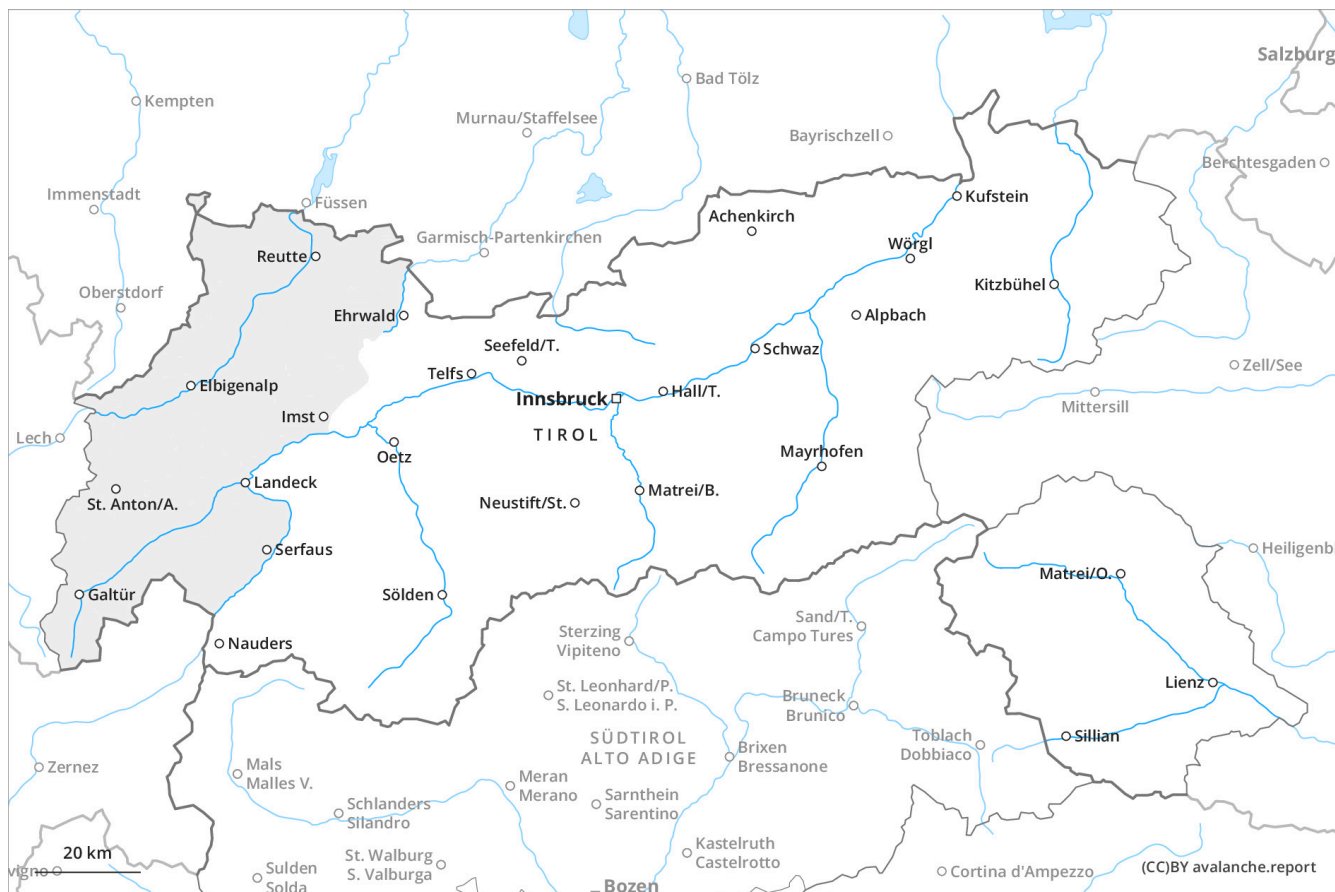 Salzburg
Bad Tölz
Kempten
Murnau/Staffelsee
Bayrischzell
Berchtesgaden
Immenstadt
Füssen
Kufstein
Achenkirch
Garmisch-Partenkirchen
Wörgl
Reutte
Kitzbühel
Oberstdorf
Ehrwald
Alpbach
Seefeld/T.
Schwaz
Telfs
Zell/See
Elbigenalp
Innsbruck
Hall/T.
Mittersill
Imst
TIROL
Lech
Oetz
Mayrhofen
Landeck
St. Anton/A.
Neustift/St.
Matrei/B.
Serfaus
Heiligenb
Matrei/O.
Galtür
Sölden
Sand/T.
Campo Tures
Sterzing
Vipiteno
Nauders
Lienz
St. Leonhard/P.
S. Leonardo i. P.
Bruneck
Brunico
SÜDTIROL
ALTO ADIGE
Sillian
Toblach
Dobbiaco
Brixen
Bressanone
Zernez
Mals
Malles V.
Meran
Merano
Sarnthein
Sarentino
Schlanders
Silandro
Kastelruth
Castelrotto
20 km
St. Walburg
S. Valburga
vigno
Sulden
Solda
Cortina d'Ampezzo
(CC)BY avalanche.report
Bozen